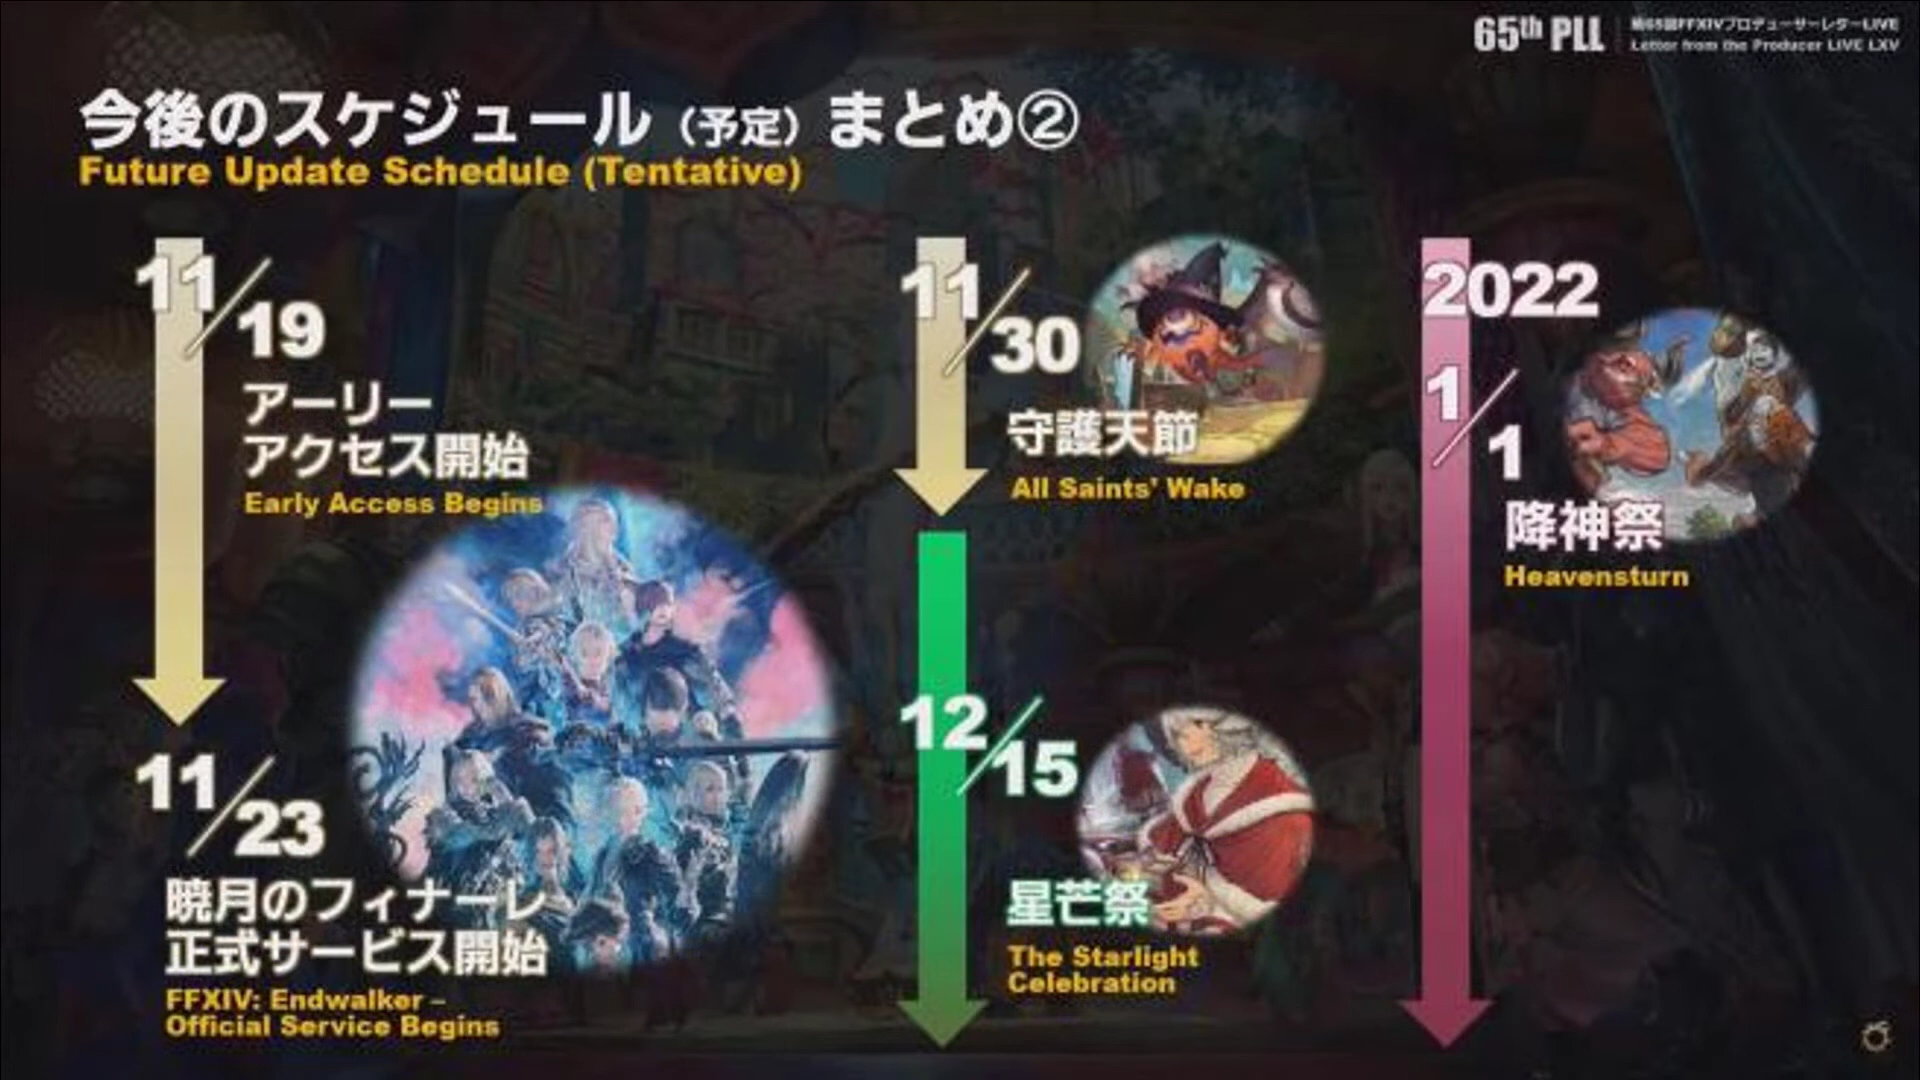 65th PLL
第65回FFXIVプロデューサーレターLIVE
Letter from the Producer LIVE LXV
今後のスケジュール（予定）まとめ②
Future Update Schedule (Tentative)
11/19
アーリー
アクセス開始
Early Access Begins
11/23
暁月のフィナーレ
正式サービス開始
FFXIV: Endwalker –
Official Service Begins
11/30
守護天節
All Saints' Wake
12/15
星芒祭
The Starlight
Celebration
2022
1/1
降神祭
Heavensturn